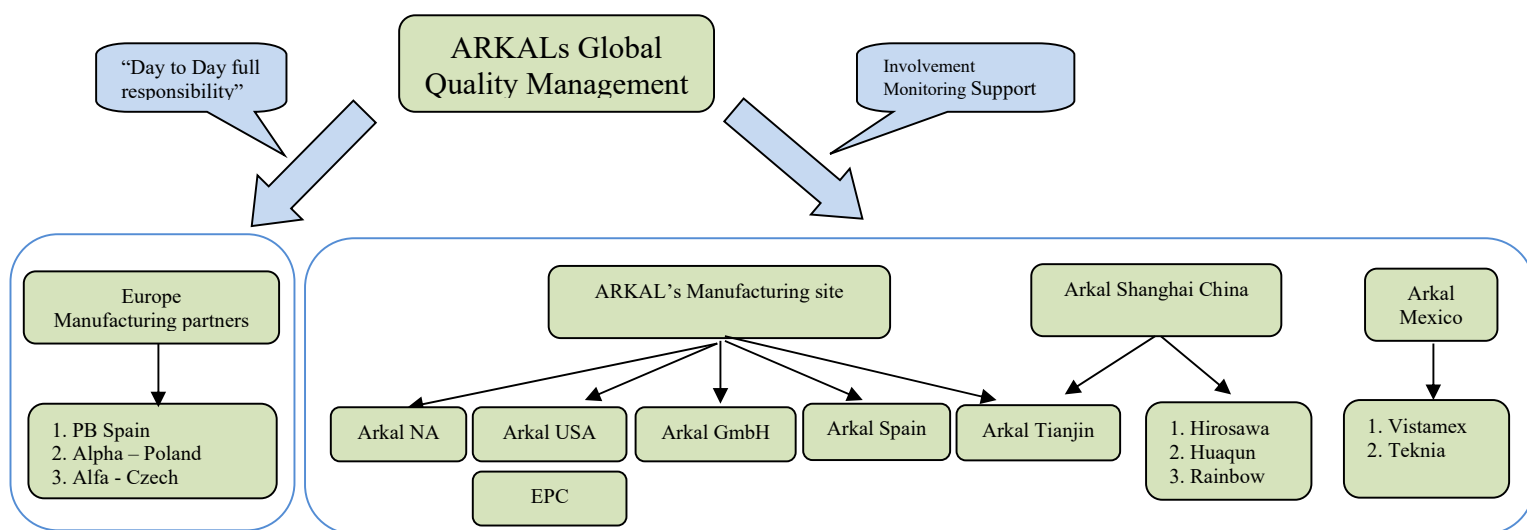 ARKALs Global
Quality Management
“Day to Day full
responsibility”
Involvement
Monitoring Support
Europe
Manufacturing partners
ARKAL’s Manufacturing site
Arkal Shanghai China
Arkal
Mexico
1. PB Spain
2. Alpha – Poland
3. Alfa - Czech
Arkal NA
Arkal USA
Arkal GmbH
Arkal Spain
Arkal Tianjin
1. Hirosawa
2. Huaqun
3. Rainbow
1. Vistamex
2. Teknia
EPC